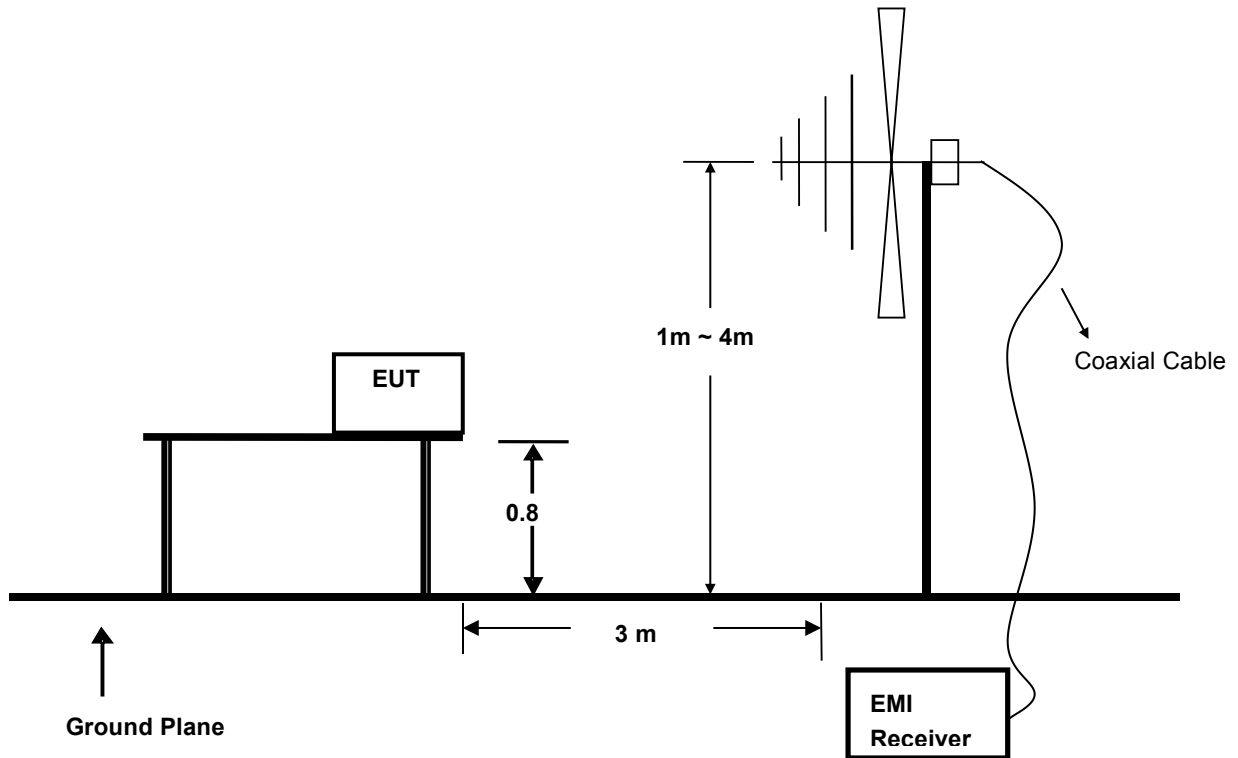 1m ~ 4m
EUT
Coaxial Cable
0.8
3 m
Ground Plane
EMI
Receiver